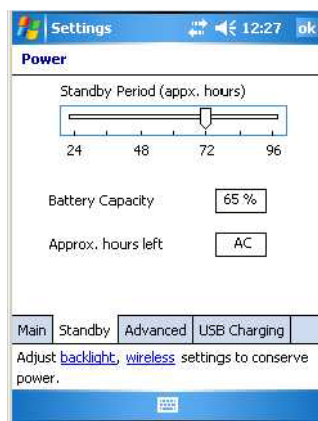 Settings 12:27 ok
Power
Standby Period (appx. hours)
24 48 72 96
Battery Capacity 65 %
Approx. hours left AC
Main Standby Advanced USB Charging
Adjust backlight, wireless settings to conserve
power.